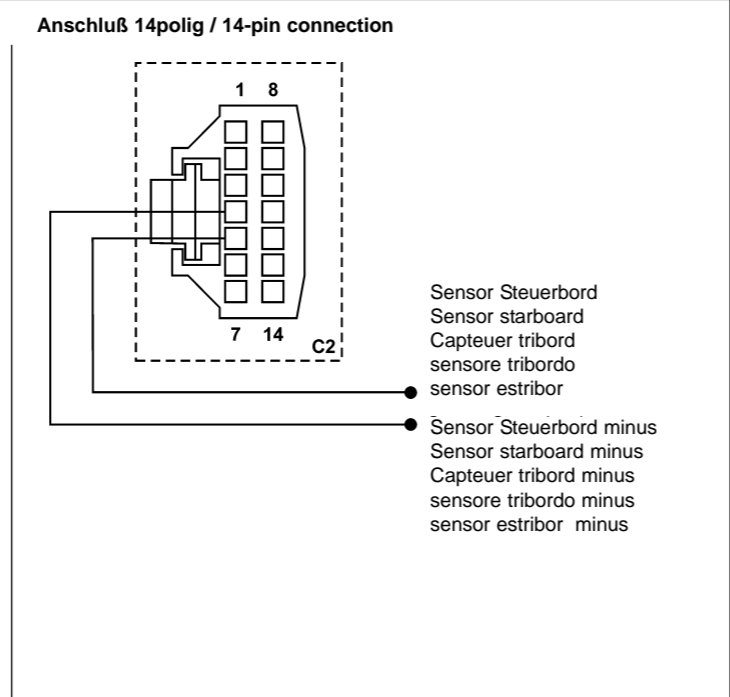 Anschluß 14polig / 14-pin connection
1 8
7 14
C2
Sensor Steuerbord
Sensor starboard
Capteuer tribord
sensore tribordo
sensor estribor
Sensor Steuerbord minus
Sensor starboard minus
Capteuer tribord minus
sensore tribordo minus
sensor estribor minus